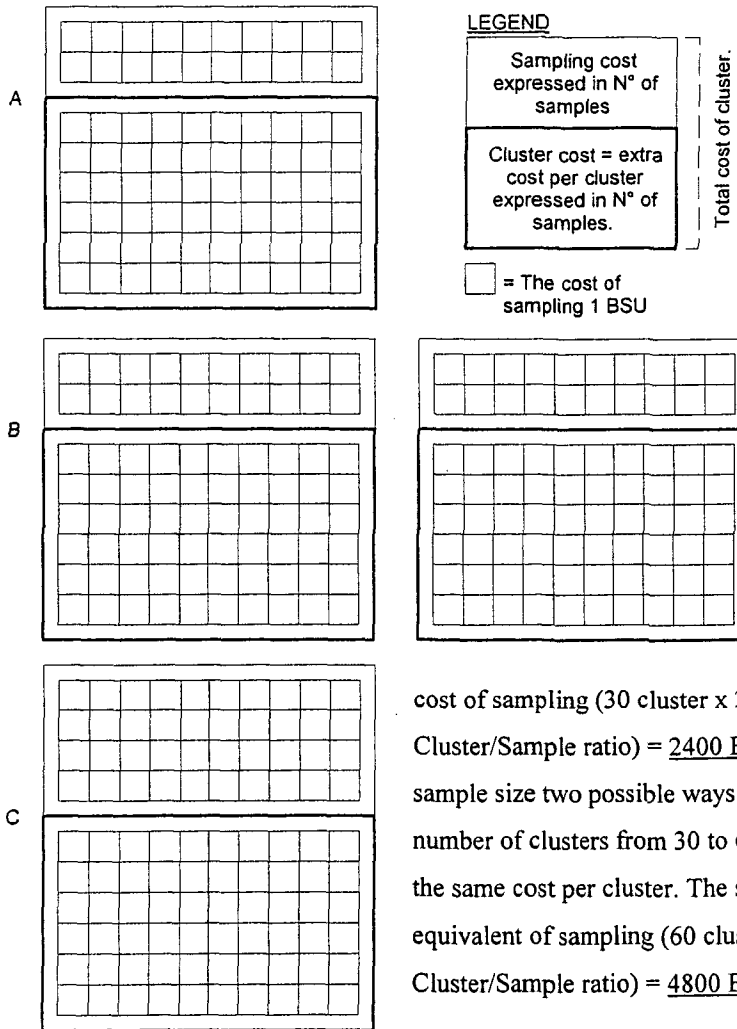 LEGEND
Sampling cost
expressed in N° of
samples
Cluster cost = extra
cost per cluster
expressed in N° of
samples.
Total cost of cluster.
= The cost of
sampling 1 BSU
A
B
C
cost of sampling (30 cluster x
Cluster/Sample ratio) = 2400
sample size two possible ways
number of clusters from 30 to
the same cost per cluster. The
equivalent of sampling (60
Cluster/Sample ratio) = 4800